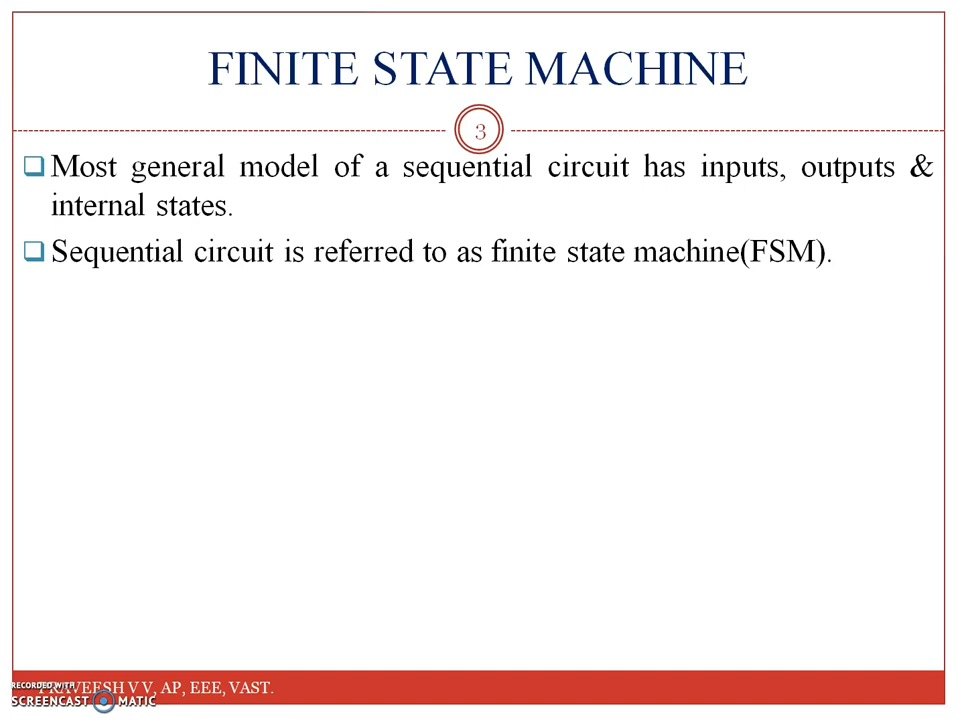 FINITE STATE MACHINE
3
Most general model of a sequential circuit has inputs, outputs &
internal states.
Sequential circuit is referred to as finite state machine(FSM).
PRAVEESH V V, AP, EEE, VAST.
RECORDED WITH
SCREENCAST MATIC